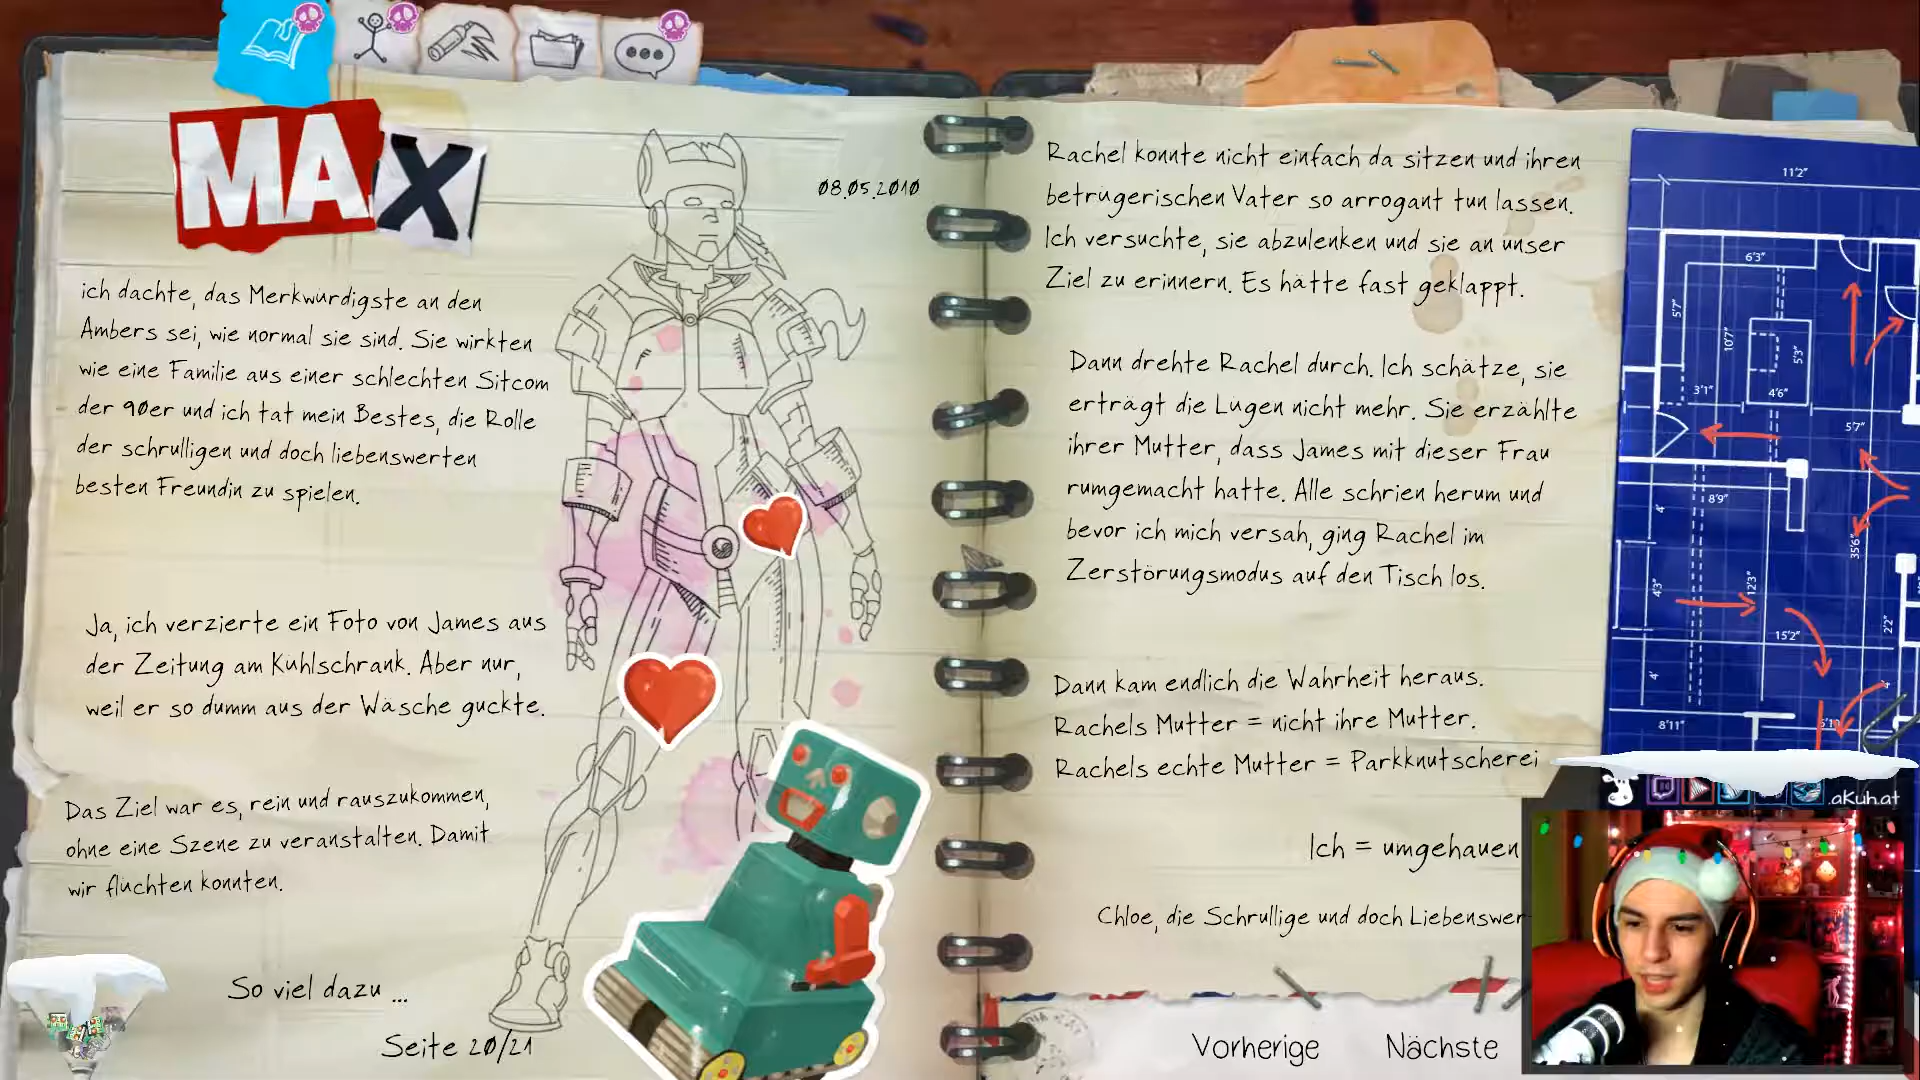 MAX
08.05.2010
ich dachte, das Merkwürdigste an den
Ambers sei, wie normal sie sind. Sie wirkten
wie eine Familie aus einer schlechten Sitcom
der 90er und ich tat mein Bestes, die Rolle
der schrulligen und doch liebenswerten
besten Freundin zu spielen.
Ja, ich verzierte ein Foto von James aus
der Zeitung am Kühlschrank. Aber nur,
weil er so dumm aus der Wäsche guckte.
Das Ziel war es, rein und rauszukommen,
ohne eine Szene zu veranstalten. Damit
wir flüchten konnten.
So viel dazu ...
Seite 20/21
Rachel konnte nicht einfach da sitzen und ihren
betrügerischen Vater so arrogant tun lassen.
Ich versuchte, sie abzulenken und sie an unser
Ziel zu erinnern. Es hätte fast geklappt.
Dann drehte Rachel durch. Ich schätze, sie
erträgt die Lügen nicht mehr. Sie erzählte
ihrer Mutter, dass James mit dieser Frau
rumgemacht hatte. Alle schrien herum und
bevor ich mich versah, ging Rachel im
Zerstörungsmodus auf den Tisch los.
Dann kam endlich die Wahrheit heraus.
Rachels Mutter = nicht ihre Mutter.
Rachels echte Mutter = Parkknutscherei
Ich = umgehauen
Chloe, die Schrullige und doch Liebenswer
Vorherige Nächste
11'2"
6'3"
5'7"
10'7"
5'3"
3'1"
4'6"
5'7"
8'9"
4'
35'6"
4'3"
12'3"
15'2"
2'2"
4'
8'11"
.aKuh.at